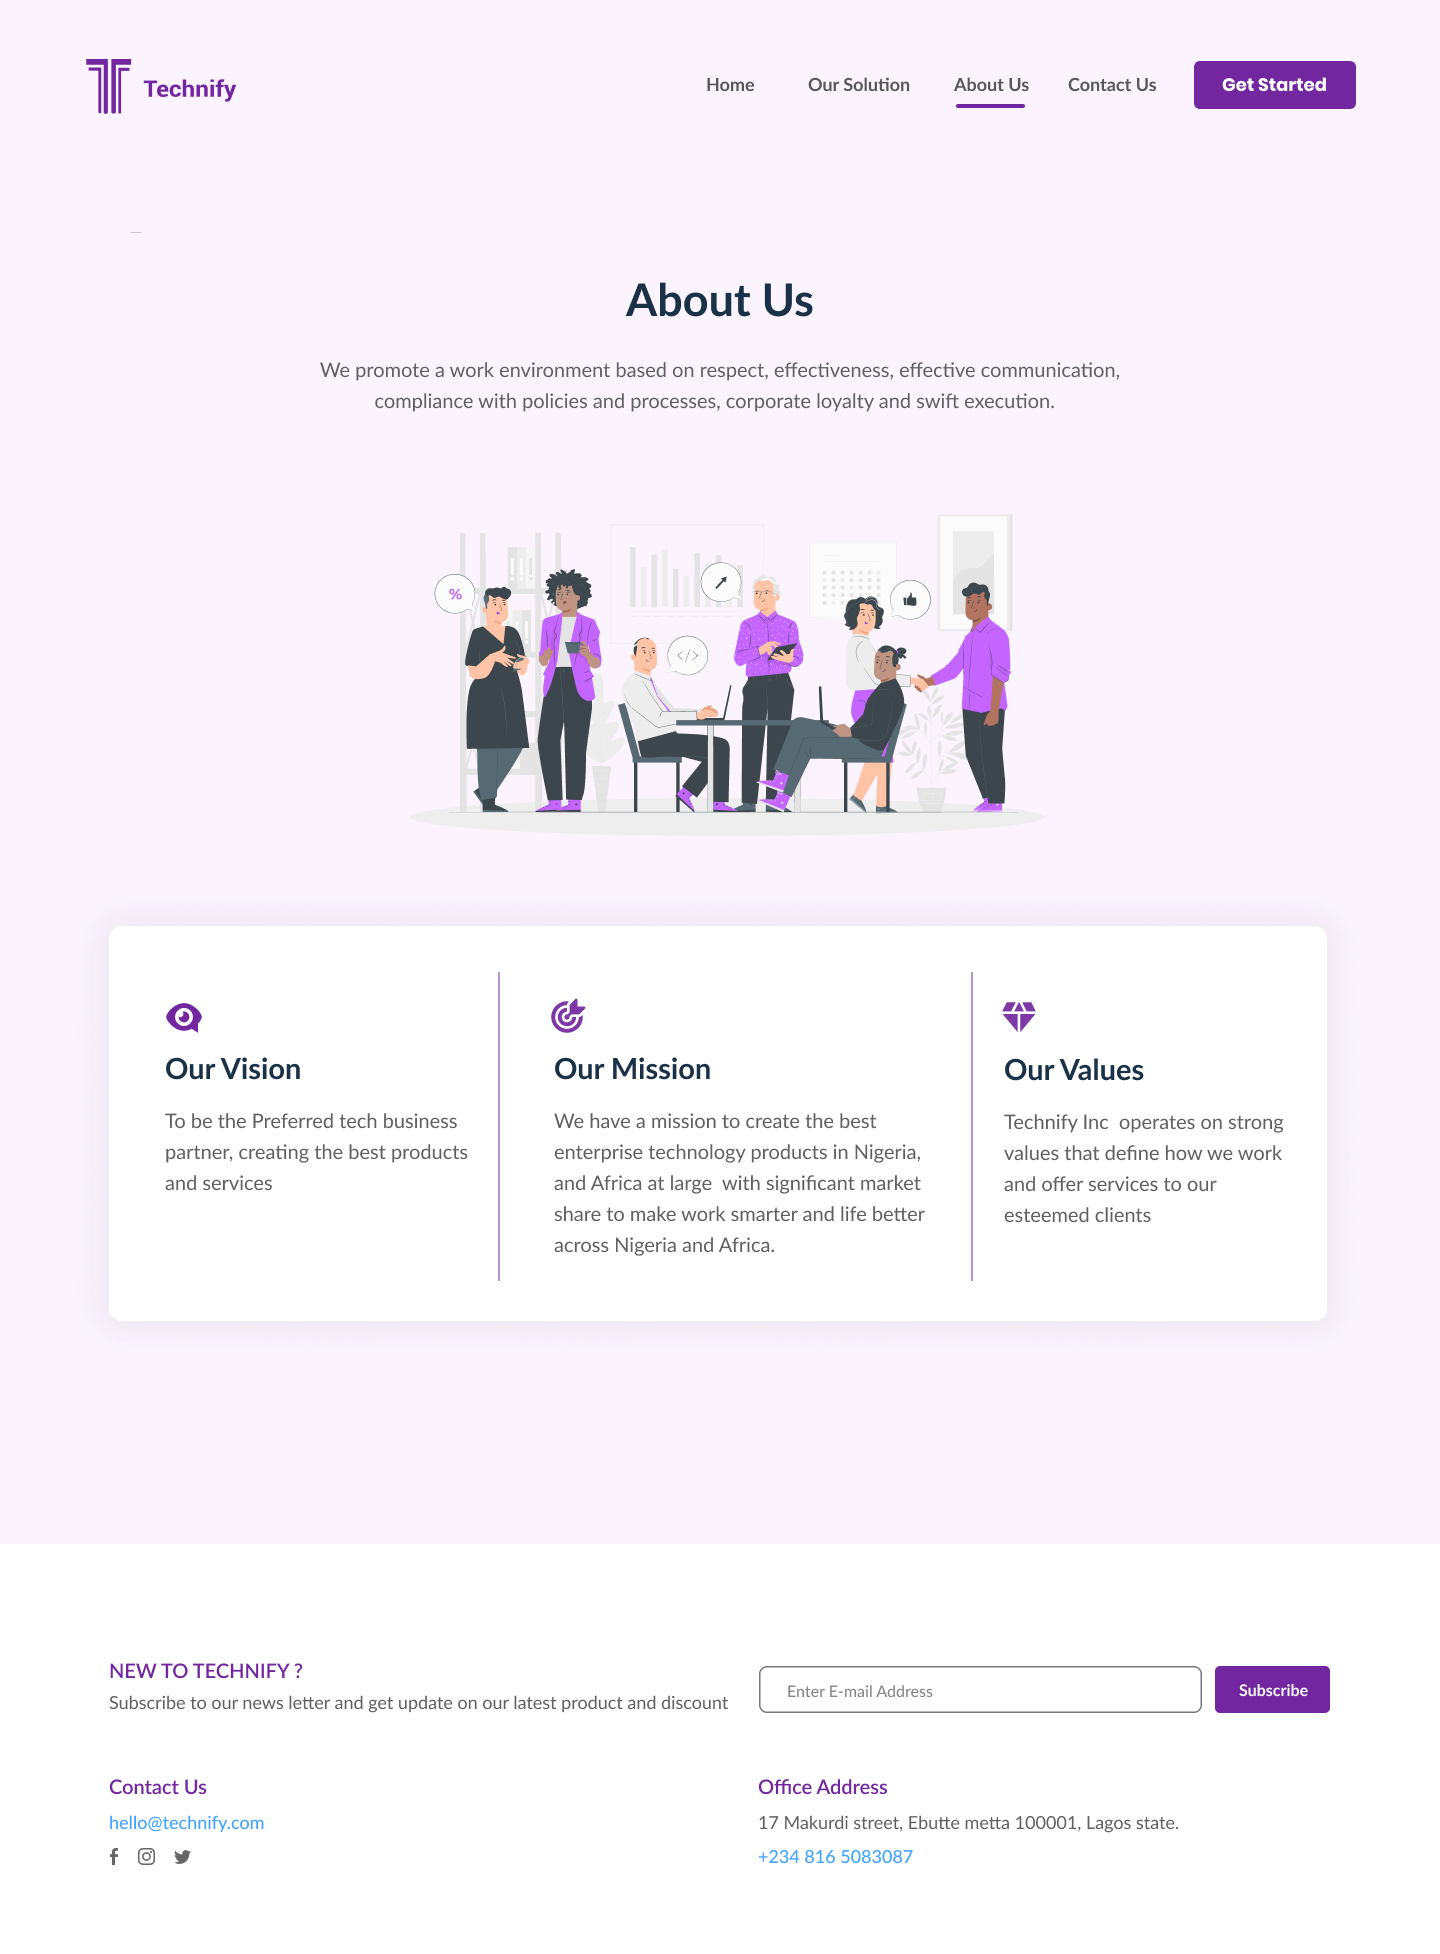 Technify
Home
Our Solution
About Us
Contact Us
Get Started
About Us
We promote a work environment based on respect, effectiveness, effective communication,
compliance with policies and processes, corporate loyalty and swift execution.
%
</>
Our Vision
To be the Preferred tech business
partner, creating the best products
and services
Our Mission
We have a mission to create the best
enterprise technology products in Nigeria,
and Africa at large  with significant market
share to make work smarter and life better
across Nigeria and Africa.
Our Values
Technify Inc  operates on strong
values that define how we work
and offer services to our
esteemed clients
NEW TO TECHNIFY ?
Subscribe to our news letter and get update on our latest product and discount
Enter E-mail Address
Subscribe
Contact Us
hello@technify.com
Office Address
17 Makurdi street, Ebutte metta 100001, Lagos state.
+234 816 5083087